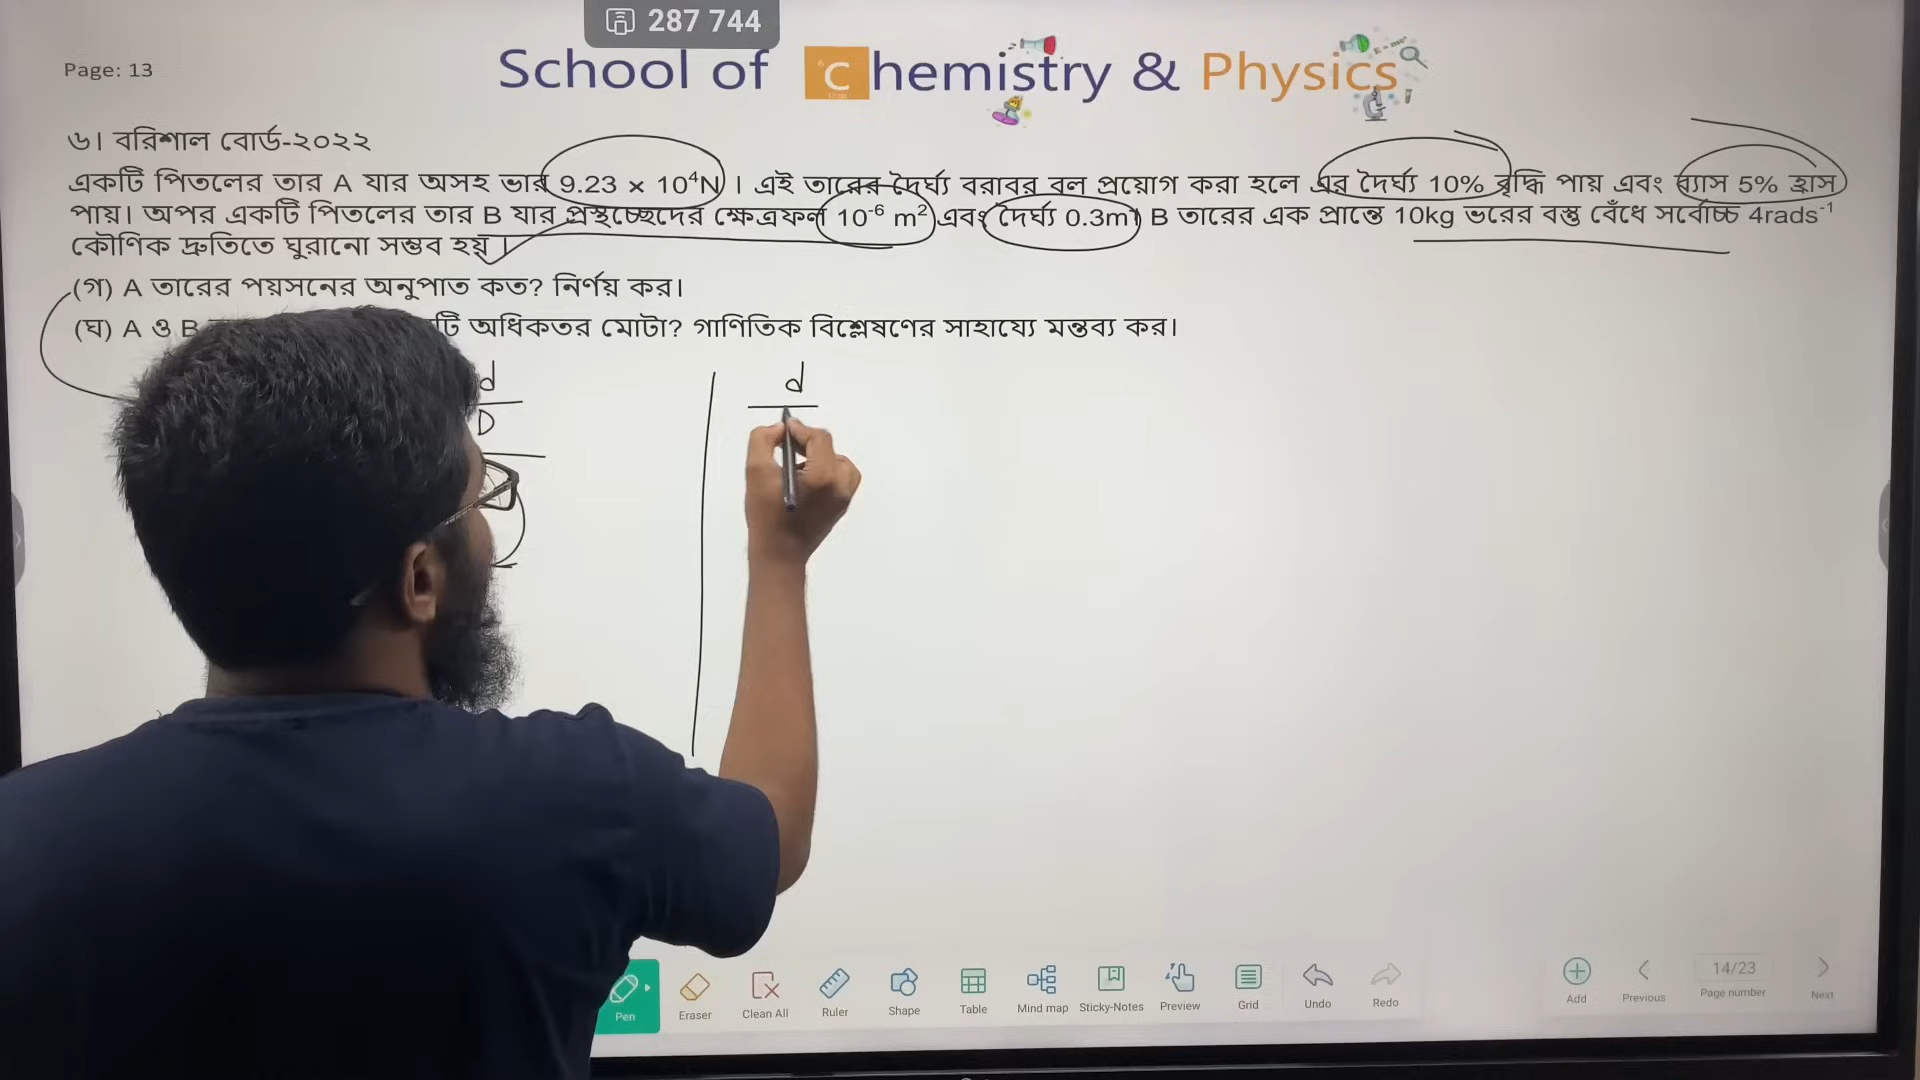 287 744
Page: 13
School of Chemistry & Physics
৬। বরিশাল বোর্ড-২০২২
একটি পিতলের তার A যার অসহ ভার 9.23 × 10⁴N । এই তারের দৈর্ঘ্য বরাবর বল প্রয়োগ করা হলে এর দৈর্ঘ্য 10% বৃদ্ধি পায় এবং ব্যাস 5% হ্রাস
পায়। অপর একটি পিতলের তার B যার প্রস্থচ্ছেদের ক্ষেত্রফল 10⁻⁶ m² এবং দৈর্ঘ্য 0.3m। B তারের এক প্রান্তে 10kg ভরের বস্তু বেঁধে সর্বোচ্চ 4rads⁻¹
কৌণিক দ্রুতিতে ঘুরানো সম্ভব হয় ।
(গ) A তারের পয়সনের অনুপাত কত? নির্ণয় কর।
(ঘ) A ও B টি অধিকতর মোটা? গাণিতিক বিশ্লেষণের সাহায্যে মন্তব্য কর।
d
D
d
Pen Eraser Clean All Ruler Shape Table Mind map Sticky-Notes Preview Grid Undo Redo Add Previous 14/23 Page number Next